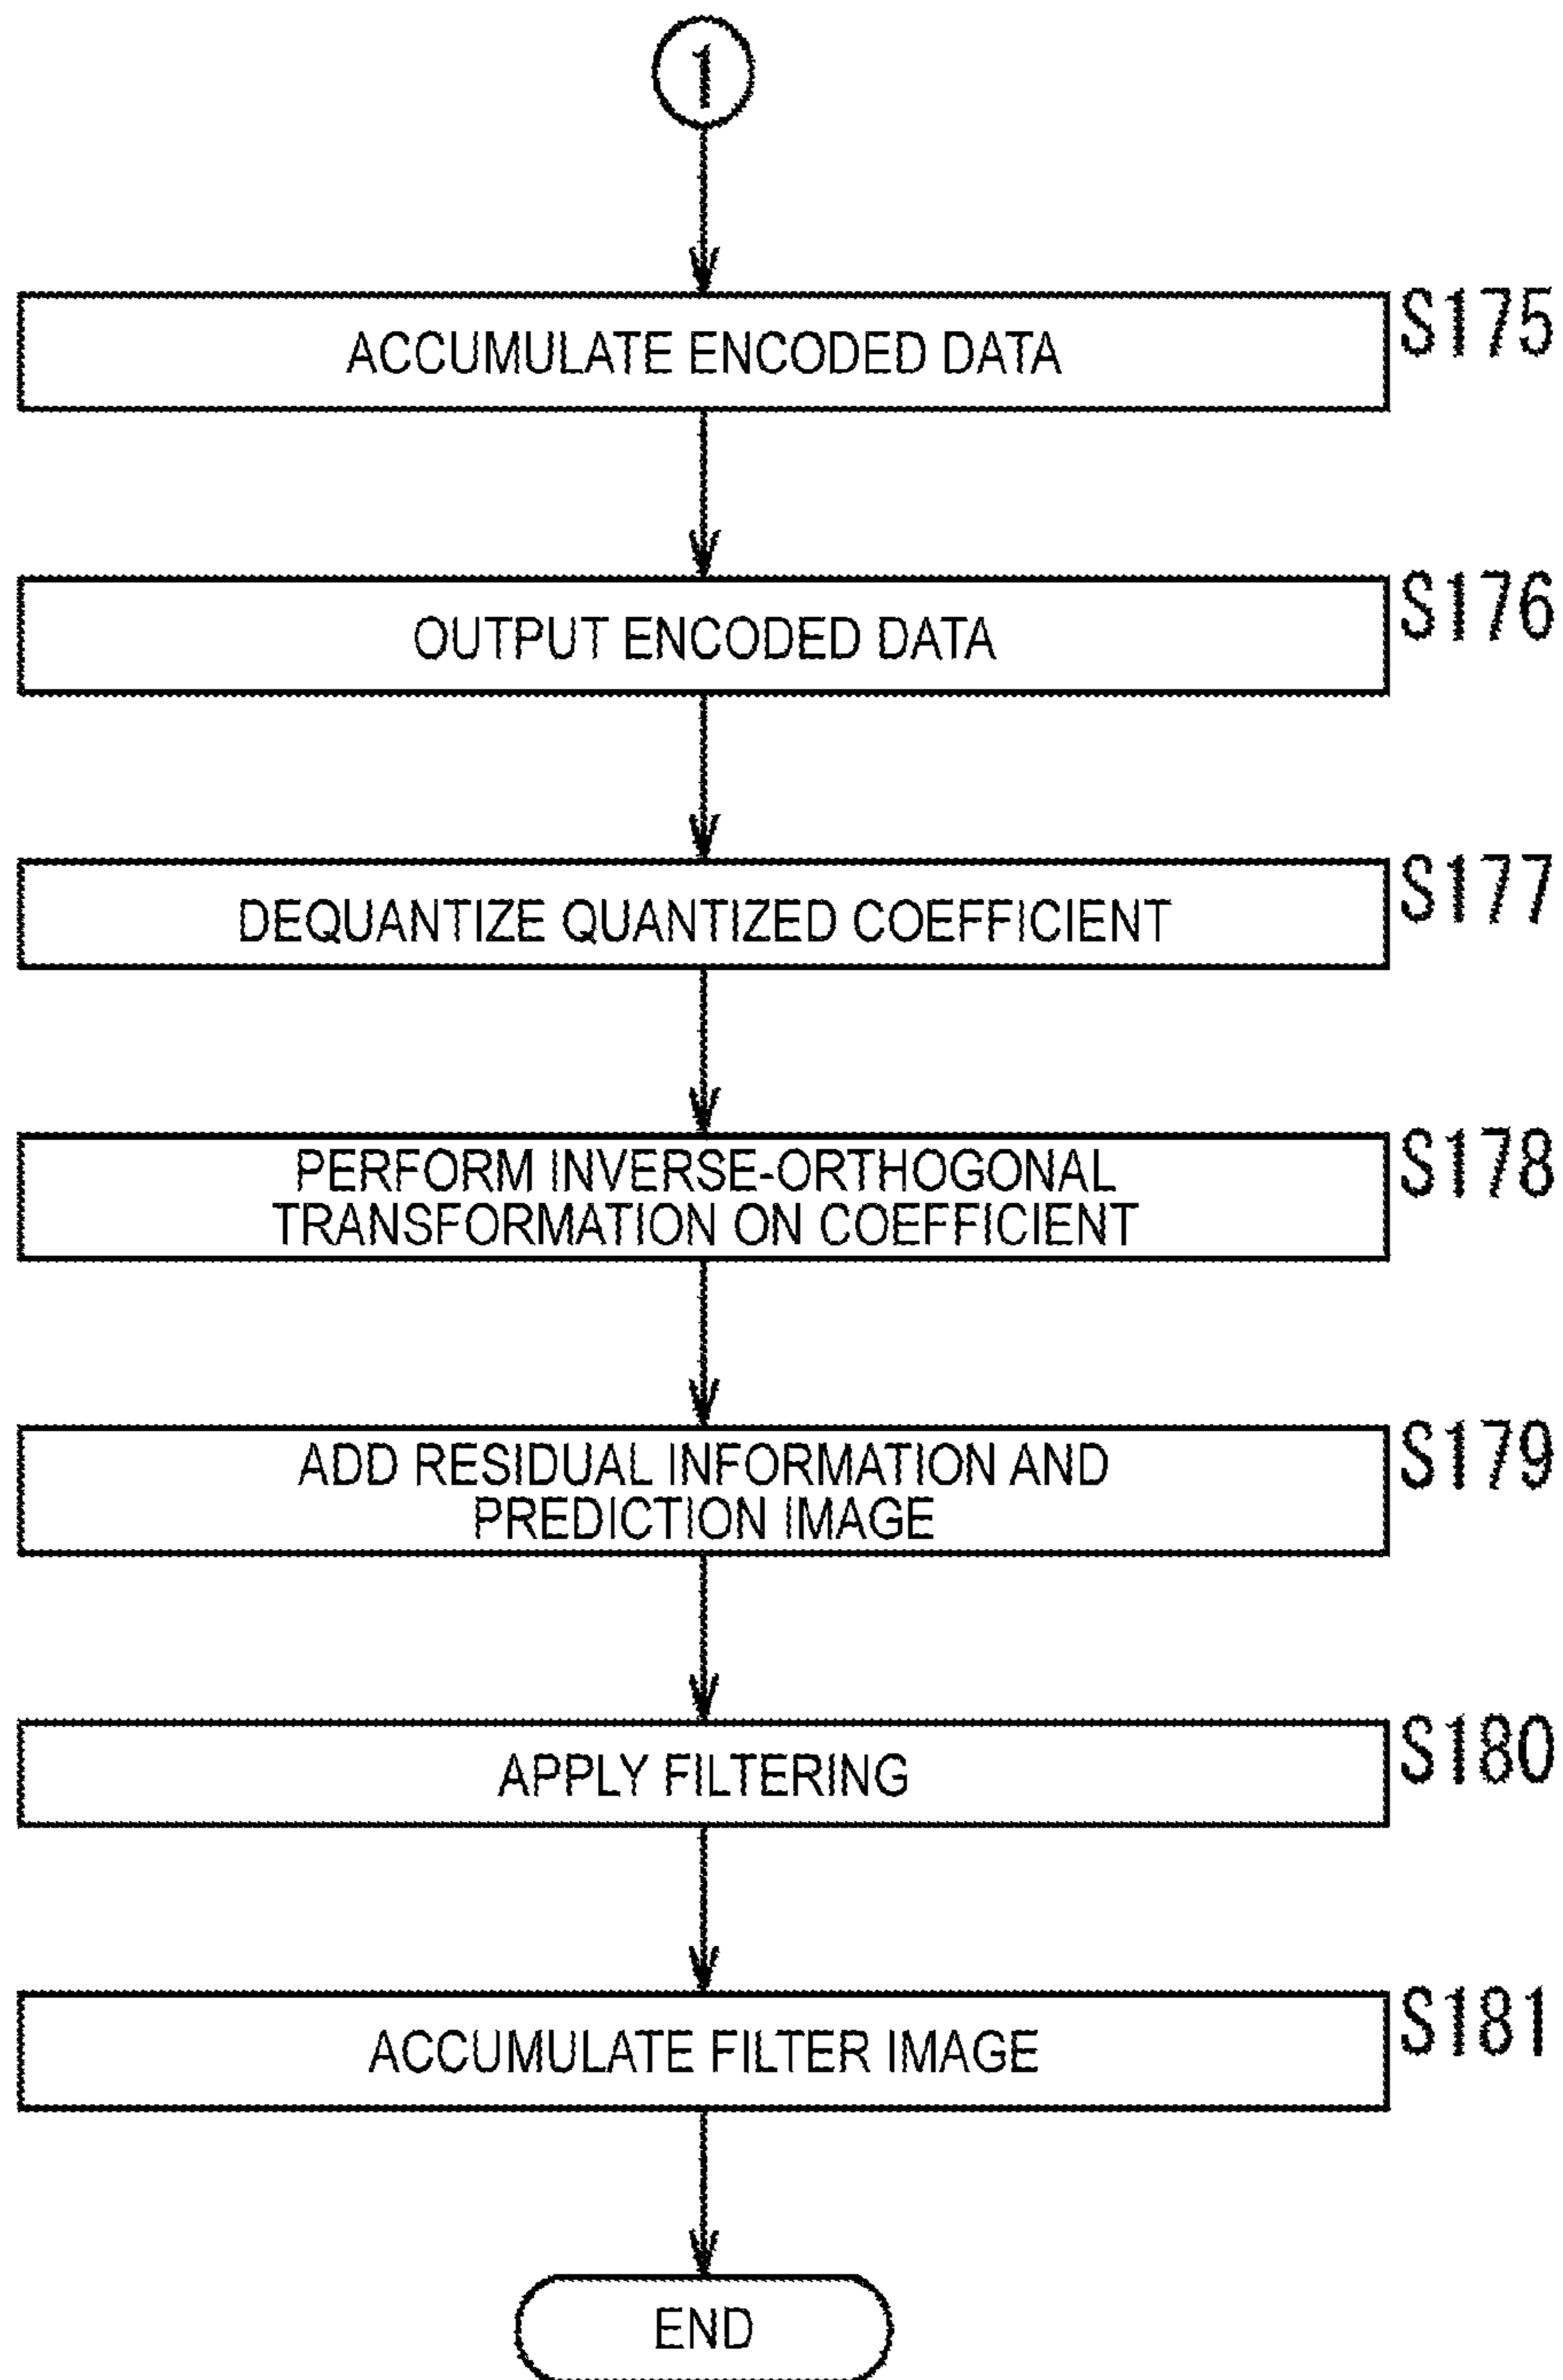 1
ACCUMULATE ENCODED DATA
S175
OUTPUT ENCODED DATA
S176
DEQUANTIZE QUANTIZED COEFFICIENT
S177
PERFORM INVERSE-ORTHOGONAL
TRANSFORMATION ON COEFFICIENT
S178
ADD RESIDUAL INFORMATION AND
PREDICTION IMAGE
S179
APPLY FILTERING
S180
ACCUMULATE FILTER IMAGE
S181
END